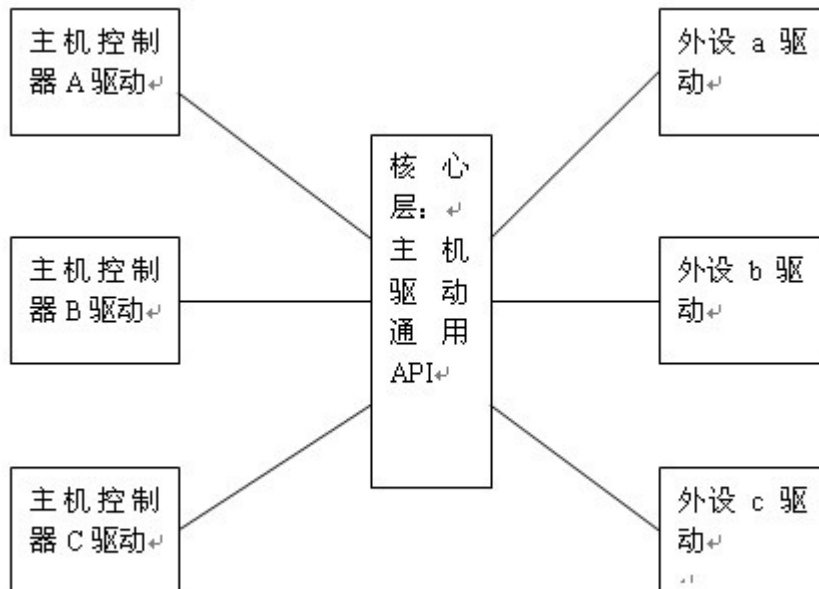 主机控制
器A驱动
外设 a 驱
动
核 心
层：
主 机
驱 动
通 用
API
主机控制
器B驱动
外设 b 驱
动
主机控制
器C驱动
外设 c 驱
动